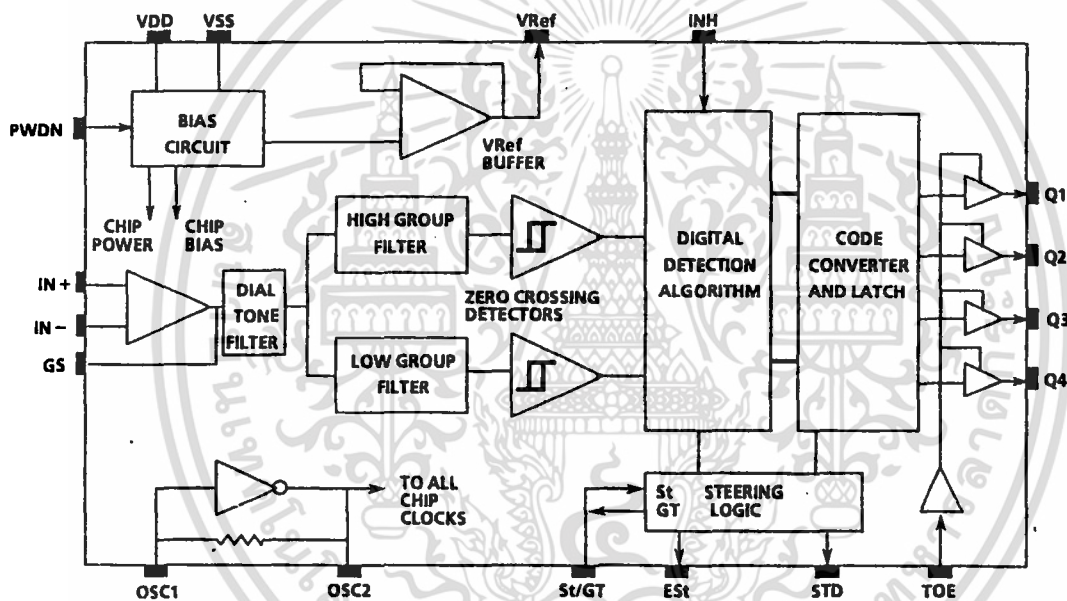 VDD VSS VRef INH
PWDN
BIAS
CIRCUIT
VRef
BUFFER
CHIP
POWER
CHIP
BIAS
HIGH GROUP
FILTER
DIGITAL
DETECTION
ALGORITHM
CODE
CONVERTER
AND LATCH
Q1
Q2
Q3
Q4
IN +
IN −
GS
DIAL
TONE
FILTER
ZERO CROSSING
DETECTORS
LOW GROUP
FILTER
TO ALL
CHIP
CLOCKS
St
GT
STEERING
LOGIC
OSC1 OSC2 St/GT ESt STD TOE